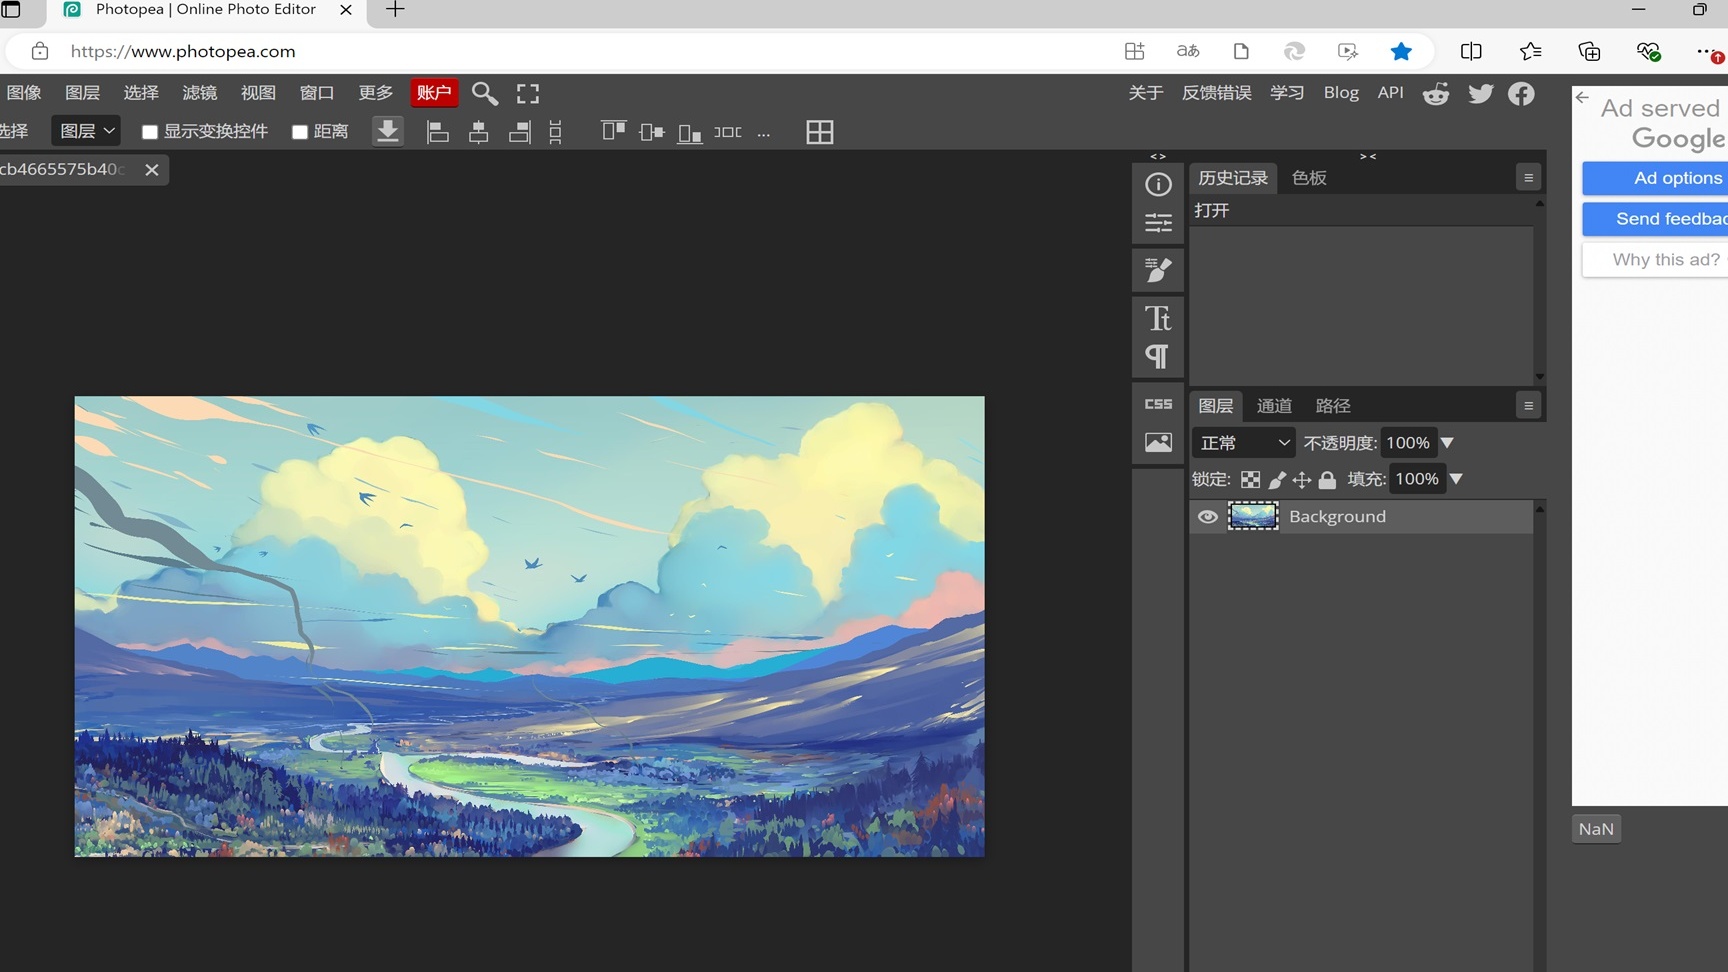 Photopea | Online Photo Editor
https://www.photopea.com
aあ
图像 图层 选择 滤镜 视图 窗口 更多 账户 关于 反馈错误 学习 Blog API
选择 图层 显示变换控件 距离 ...
cb4665575b40c
历史记录 色板
打开
Tt
CSS
图层 通道 路径
正常 不透明度: 100%
锁定: 填充: 100%
Background
Ad served
Google
Ad options
Send feedbac
Why this ad?
NaN